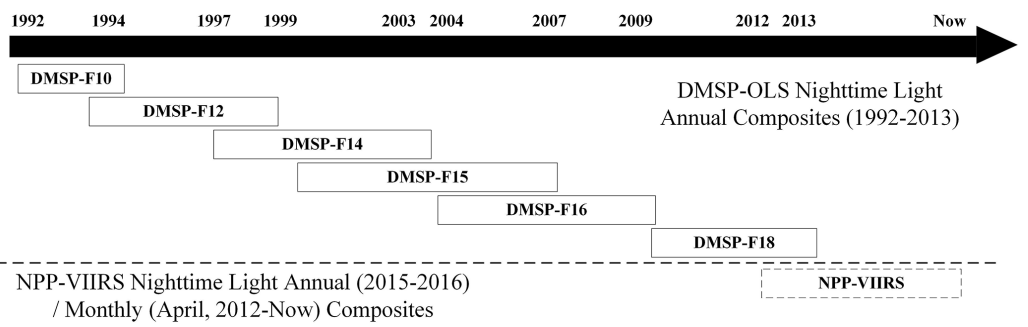 1992 1994 1997 1999 2003 2004 2007 2009 2012 2013 Now
DMSP-F10
DMSP-OLS Nighttime Light
Annual Composites (1992-2013)
DMSP-F12
DMSP-F14
DMSP-F15
DMSP-F16
DMSP-F18
NPP-VIIRS Nighttime Light Annual (2015-2016)
/ Monthly (April, 2012-Now) Composites
NPP-VIIRS